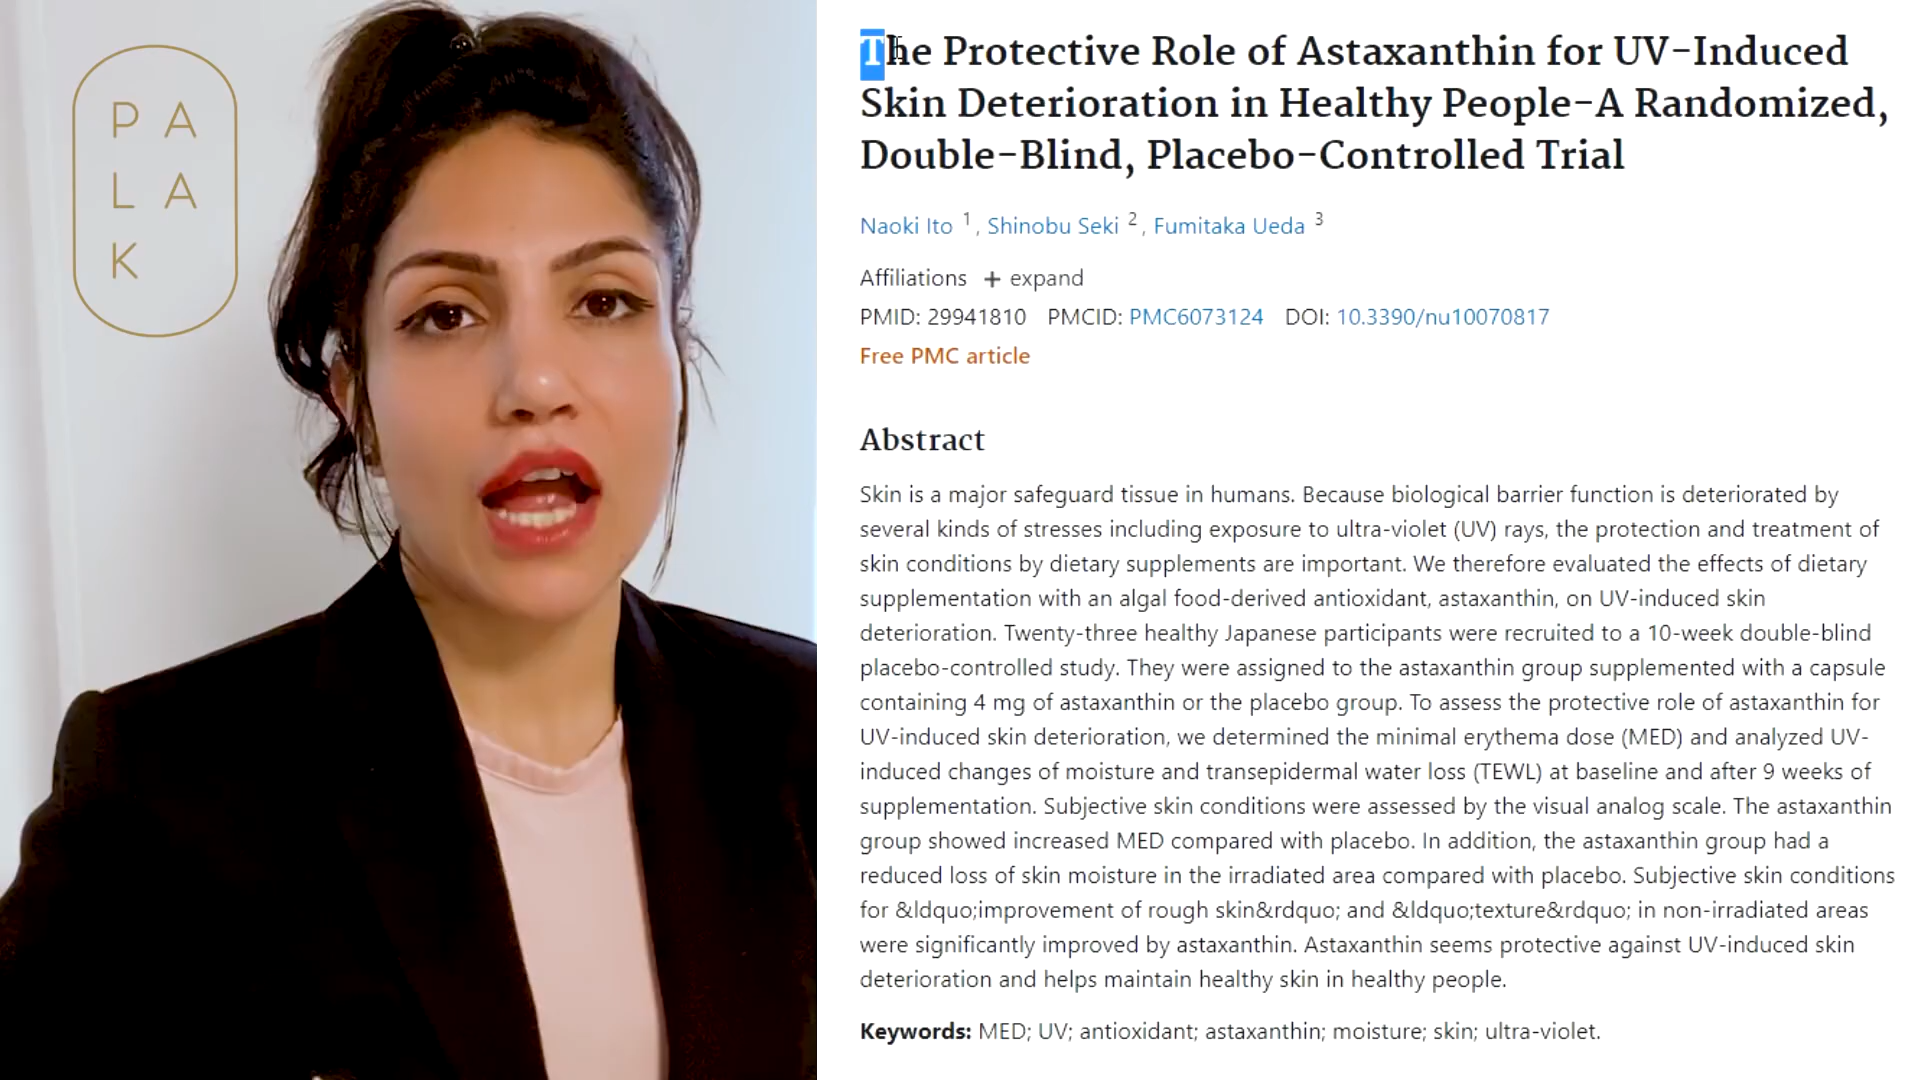 P A
L A
K
The Protective Role of Astaxanthin for UV-Induced
Skin Deterioration in Healthy People-A Randomized,
Double-Blind, Placebo-Controlled Trial
Naoki Ito 1, Shinobu Seki 2, Fumitaka Ueda 3
Affiliations + expand
PMID: 29941810 PMCID: PMC6073124 DOI: 10.3390/nu10070817
Free PMC article
Abstract
Skin is a major safeguard tissue in humans. Because biological barrier function is deteriorated by
several kinds of stresses including exposure to ultra-violet (UV) rays, the protection and treatment of
skin conditions by dietary supplements are important. We therefore evaluated the effects of dietary
supplementation with an algal food-derived antioxidant, astaxanthin, on UV-induced skin
deterioration. Twenty-three healthy Japanese participants were recruited to a 10-week double-blind
placebo-controlled study. They were assigned to the astaxanthin group supplemented with a capsule
containing 4 mg of astaxanthin or the placebo group. To assess the protective role of astaxanthin for
UV-induced skin deterioration, we determined the minimal erythema dose (MED) and analyzed UV-
induced changes of moisture and transepidermal water loss (TEWL) at baseline and after 9 weeks of
supplementation. Subjective skin conditions were assessed by the visual analog scale. The astaxanthin
group showed increased MED compared with placebo. In addition, the astaxanthin group had a
reduced loss of skin moisture in the irradiated area compared with placebo. Subjective skin conditions
for &ldquo;improvement of rough skin&rdquo; and &ldquo;texture&rdquo; in non-irradiated areas
were significantly improved by astaxanthin. Astaxanthin seems protective against UV-induced skin
deterioration and helps maintain healthy skin in healthy people.
Keywords: MED; UV; antioxidant; astaxanthin; moisture; skin; ultra-violet.